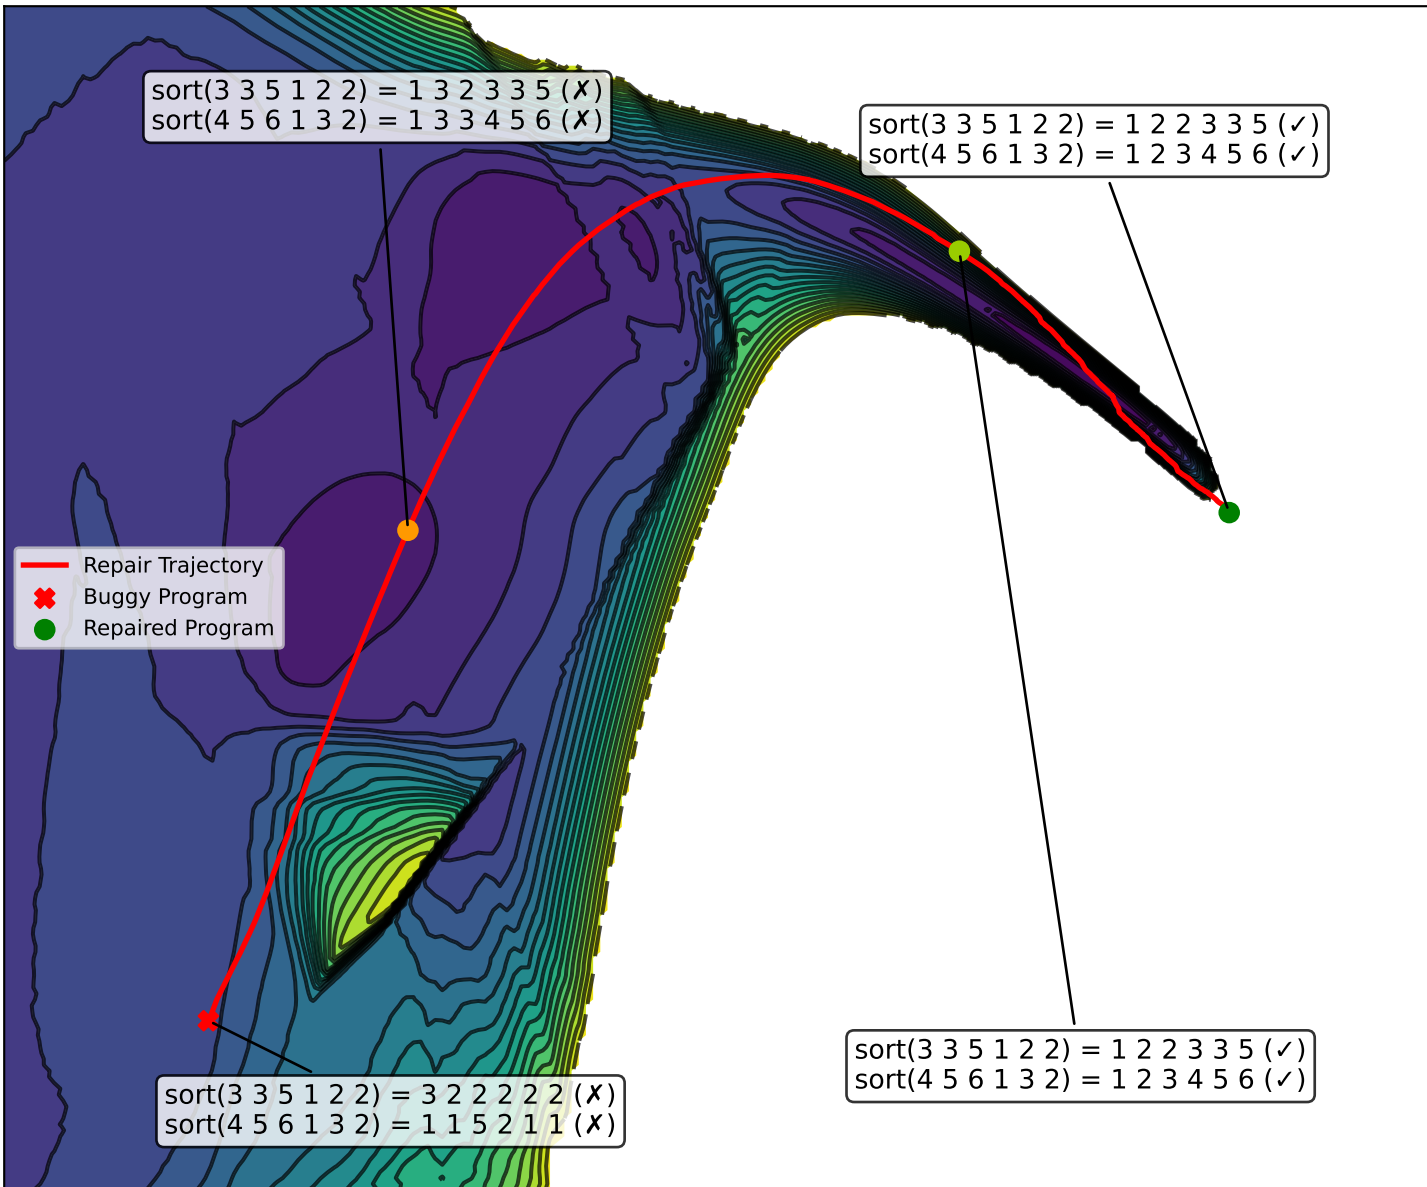 sort(3 3 5 1 2 2) = 1 3 2 3 3 5 (✗)
sort(4 5 6 1 3 2) = 1 3 3 4 5 6 (✗)
sort(3 3 5 1 2 2) = 1 2 2 3 3 5 (✓)
sort(4 5 6 1 3 2) = 1 2 3 4 5 6 (✓)
Repair Trajectory
Buggy Program
Repaired Program
sort(3 3 5 1 2 2) = 1 2 2 3 3 5 (✓)
sort(4 5 6 1 3 2) = 1 2 3 4 5 6 (✓)
sort(3 3 5 1 2 2) = 3 2 2 2 2 2 (✗)
sort(4 5 6 1 3 2) = 1 1 5 2 1 1 (✗)